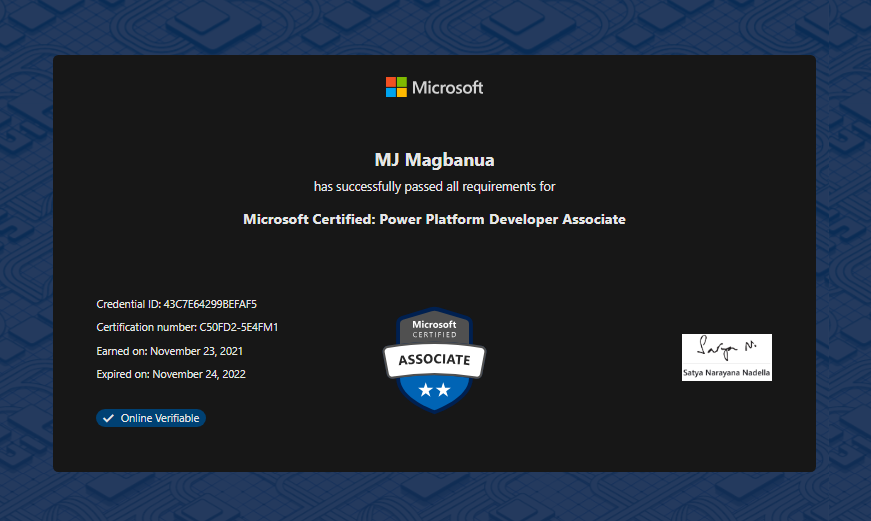 Microsoft
MJ Magbanua
has successfully passed all requirements for
Microsoft Certified: Power Platform Developer Associate
Credential ID: 43C7E64299BEFAF5
Certification number: C50FD2-5E4FM1
Earned on: November 23, 2021
Expired on: November 24, 2022
Online Verifiable
Microsoft
CERTIFIED
ASSOCIATE
Satya N.
Satya Narayana Nadella